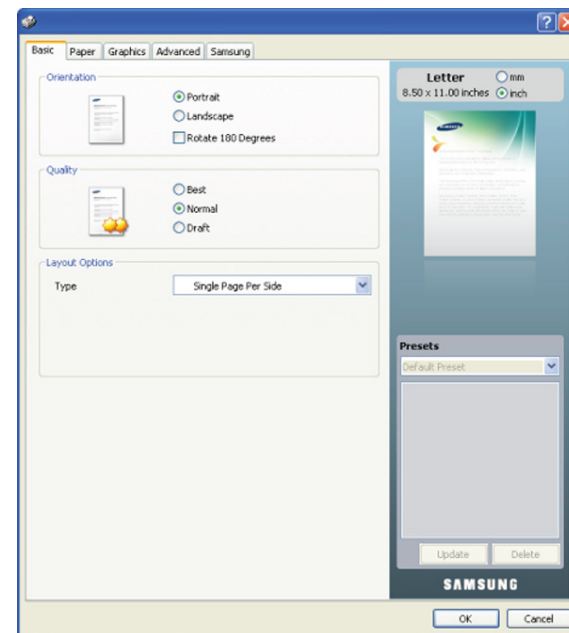 Basic Paper Graphics Advanced Samsung
Orientation
Portrait
Landscape
Rotate 180 Degrees
Quality
Best
Normal
Draft
Layout Options
Type Single Page Per Side
Letter mm
8.50 x 11.00 inches inch
Presets
Default Preset
Update Delete
SAMSUNG
OK Cancel